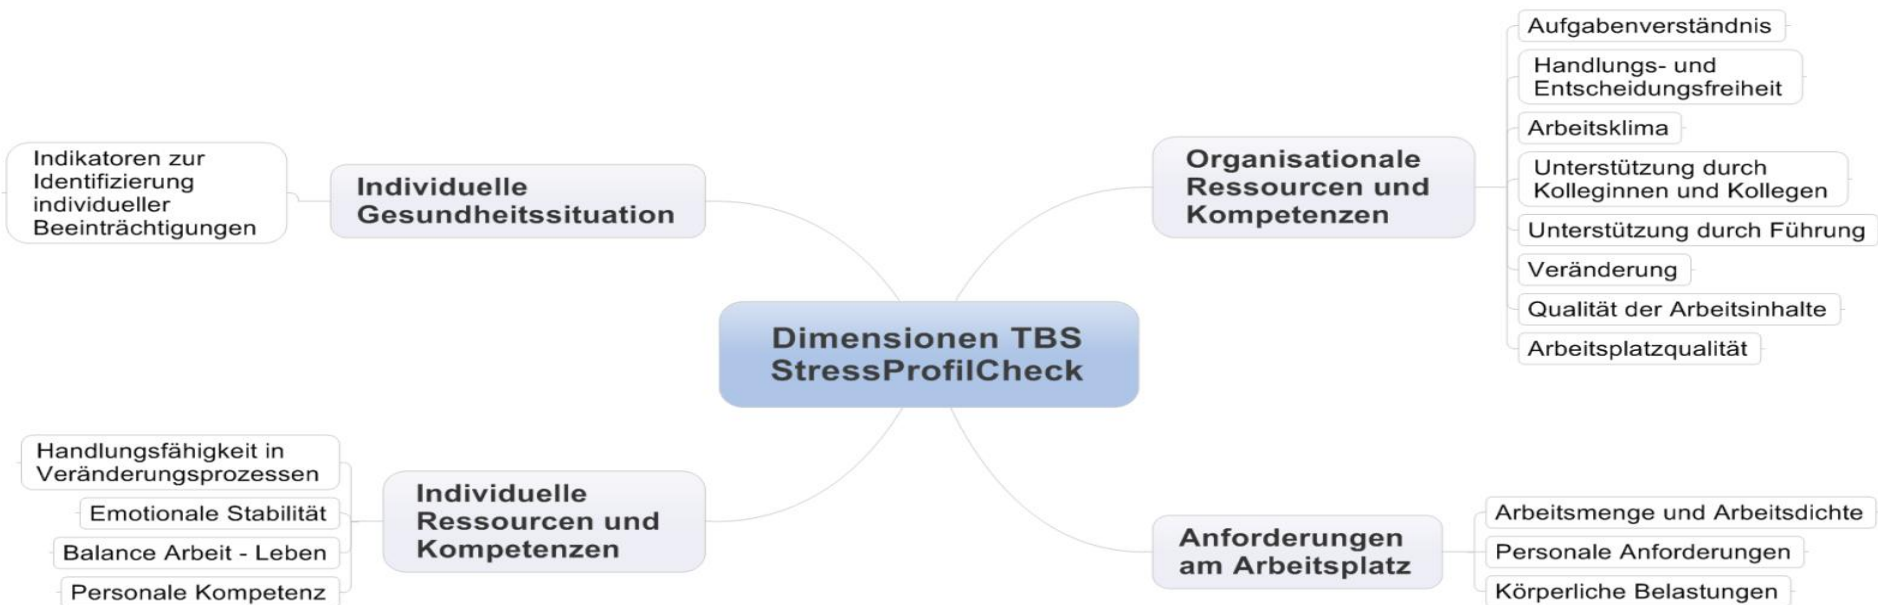 Dimensionen TBS
StressProfilCheck
Individuelle
Gesundheitssituation
Indikatoren zur
Identifizierung
individueller
Beeinträchtigungen
Individuelle
Ressourcen und
Kompetenzen
Handlungsfähigkeit in
Veränderungsprozessen
Emotionale Stabilität
Balance Arbeit - Leben
Personale Kompetenz
Organisationale
Ressourcen und
Kompetenzen
Aufgabenverständnis
Handlungs- und
Entscheidungsfreiheit
Arbeitsklima
Unterstützung durch
Kolleginnen und Kollegen
Unterstützung durch Führung
Veränderung
Qualität der Arbeitsinhalte
Arbeitsplatzqualität
Anforderungen
am Arbeitsplatz
Arbeitsmenge und Arbeitsdichte
Personale Anforderungen
Körperliche Belastungen